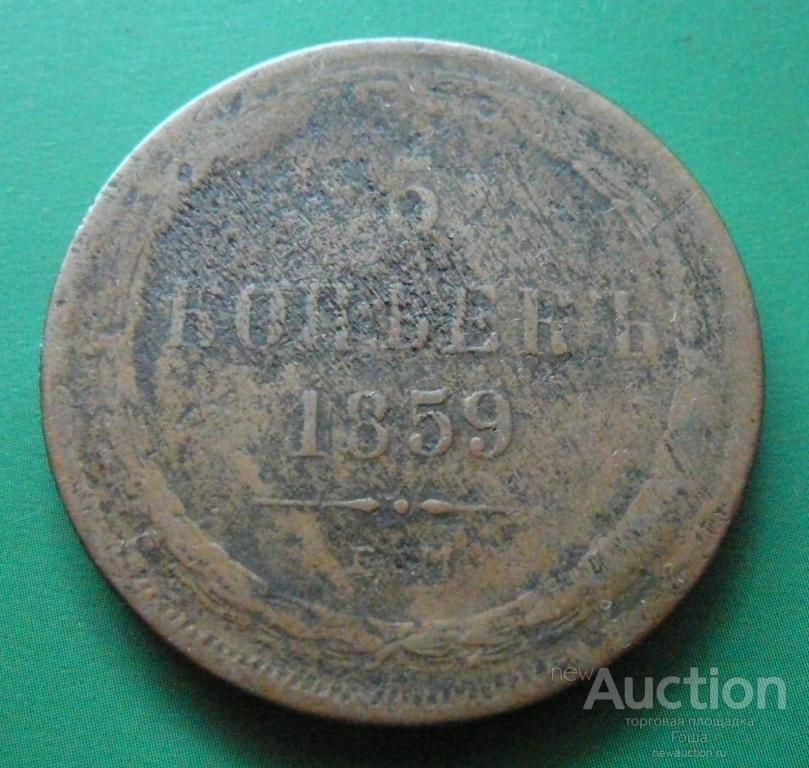 5
КОПѢЕКЪ
1859
Е.М.
new Auction
торговая площадка
Гоша
newauction.ru